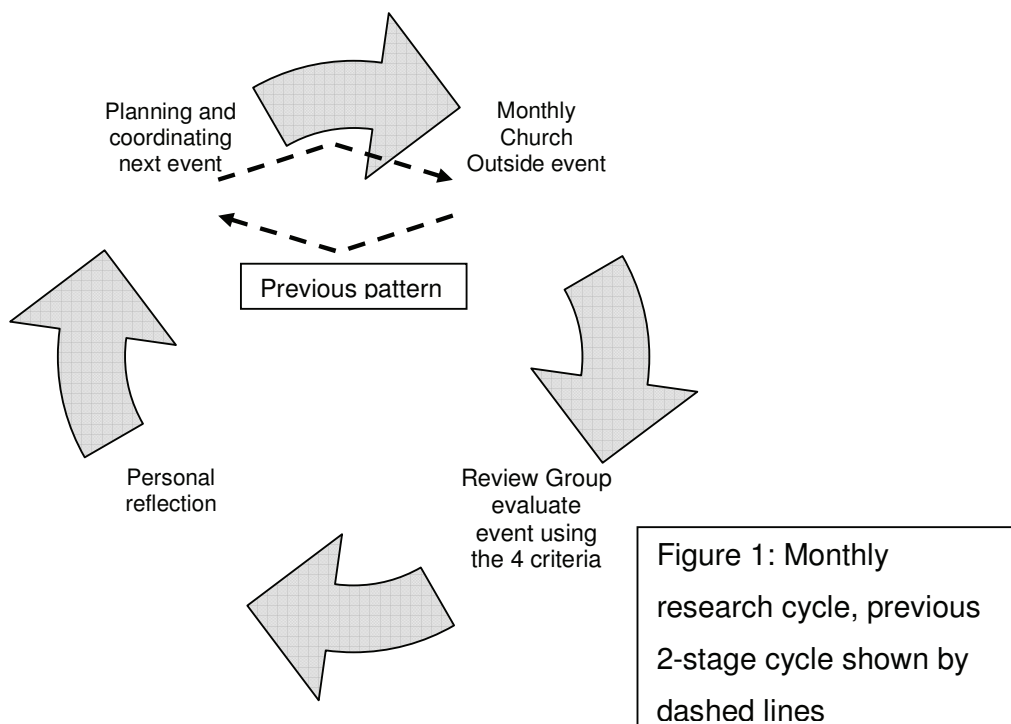 Planning and
coordinating
next event
Monthly
Church
Outside event
Previous pattern
Personal
reflection
Review Group
evaluate
event using
the 4 criteria
Figure 1: Monthly
research cycle, previous
2-stage cycle shown by
dashed lines